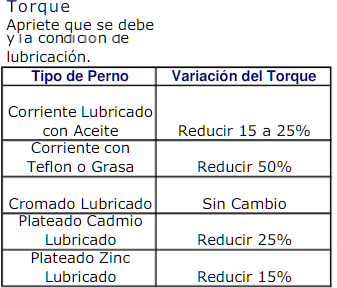 Torque
Apriete que se debe
y la condición de
lubricación.
Tipo de Perno Variación del Torque
Corriente Lubricado
con Aceite Reducir 15 a 25%
Corriente con
Teflon o Grasa Reducir 50%
Cromado Lubricado Sin Cambio
Plateado Cadmio
Lubricado Reducir 25%
Plateado Zinc
Lubricado Reducir 15%